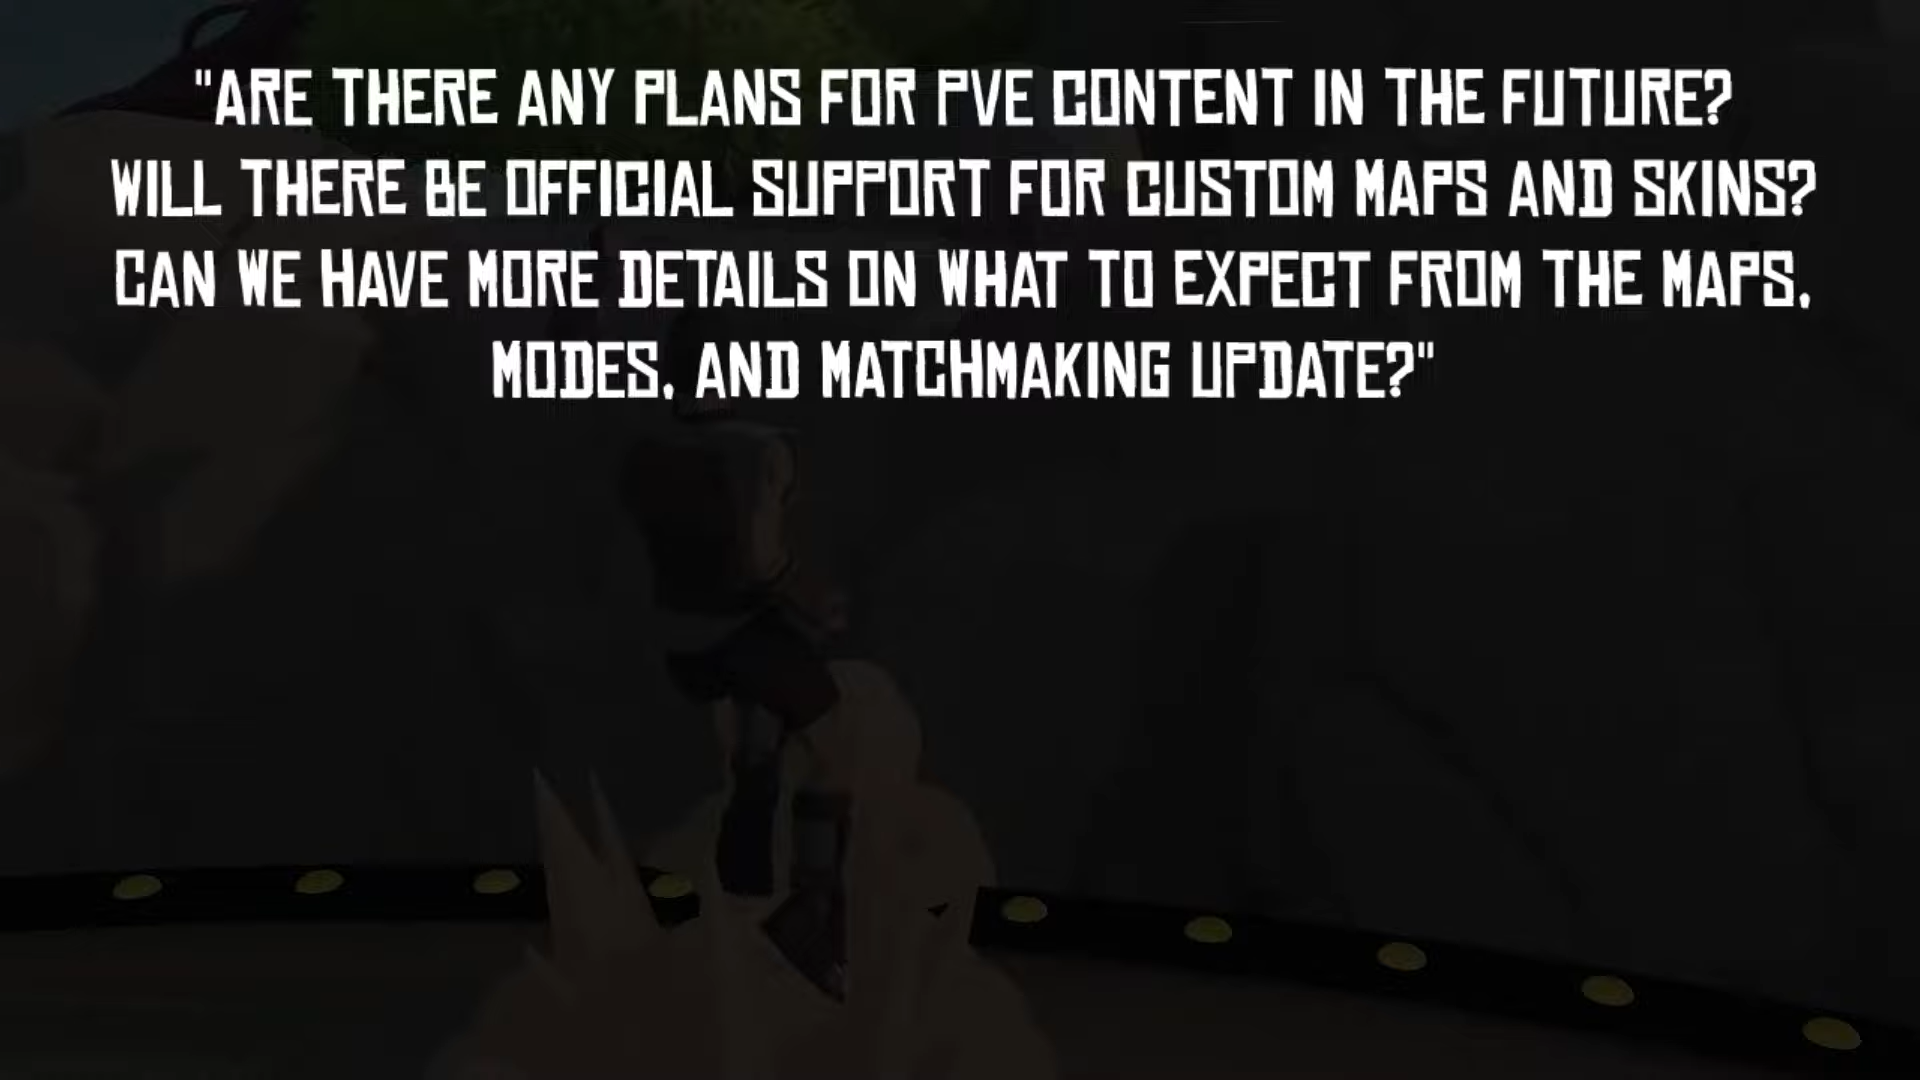 "ARE THERE ANY PLANS FOR PVE CONTENT IN THE FUTURE?
WILL THERE BE OFFICIAL SUPPORT FOR CUSTOM MAPS AND SKINS?
CAN WE HAVE MORE DETAILS ON WHAT TO EXPECT FROM THE MAPS,
MODES, AND MATCHMAKING UPDATE?"